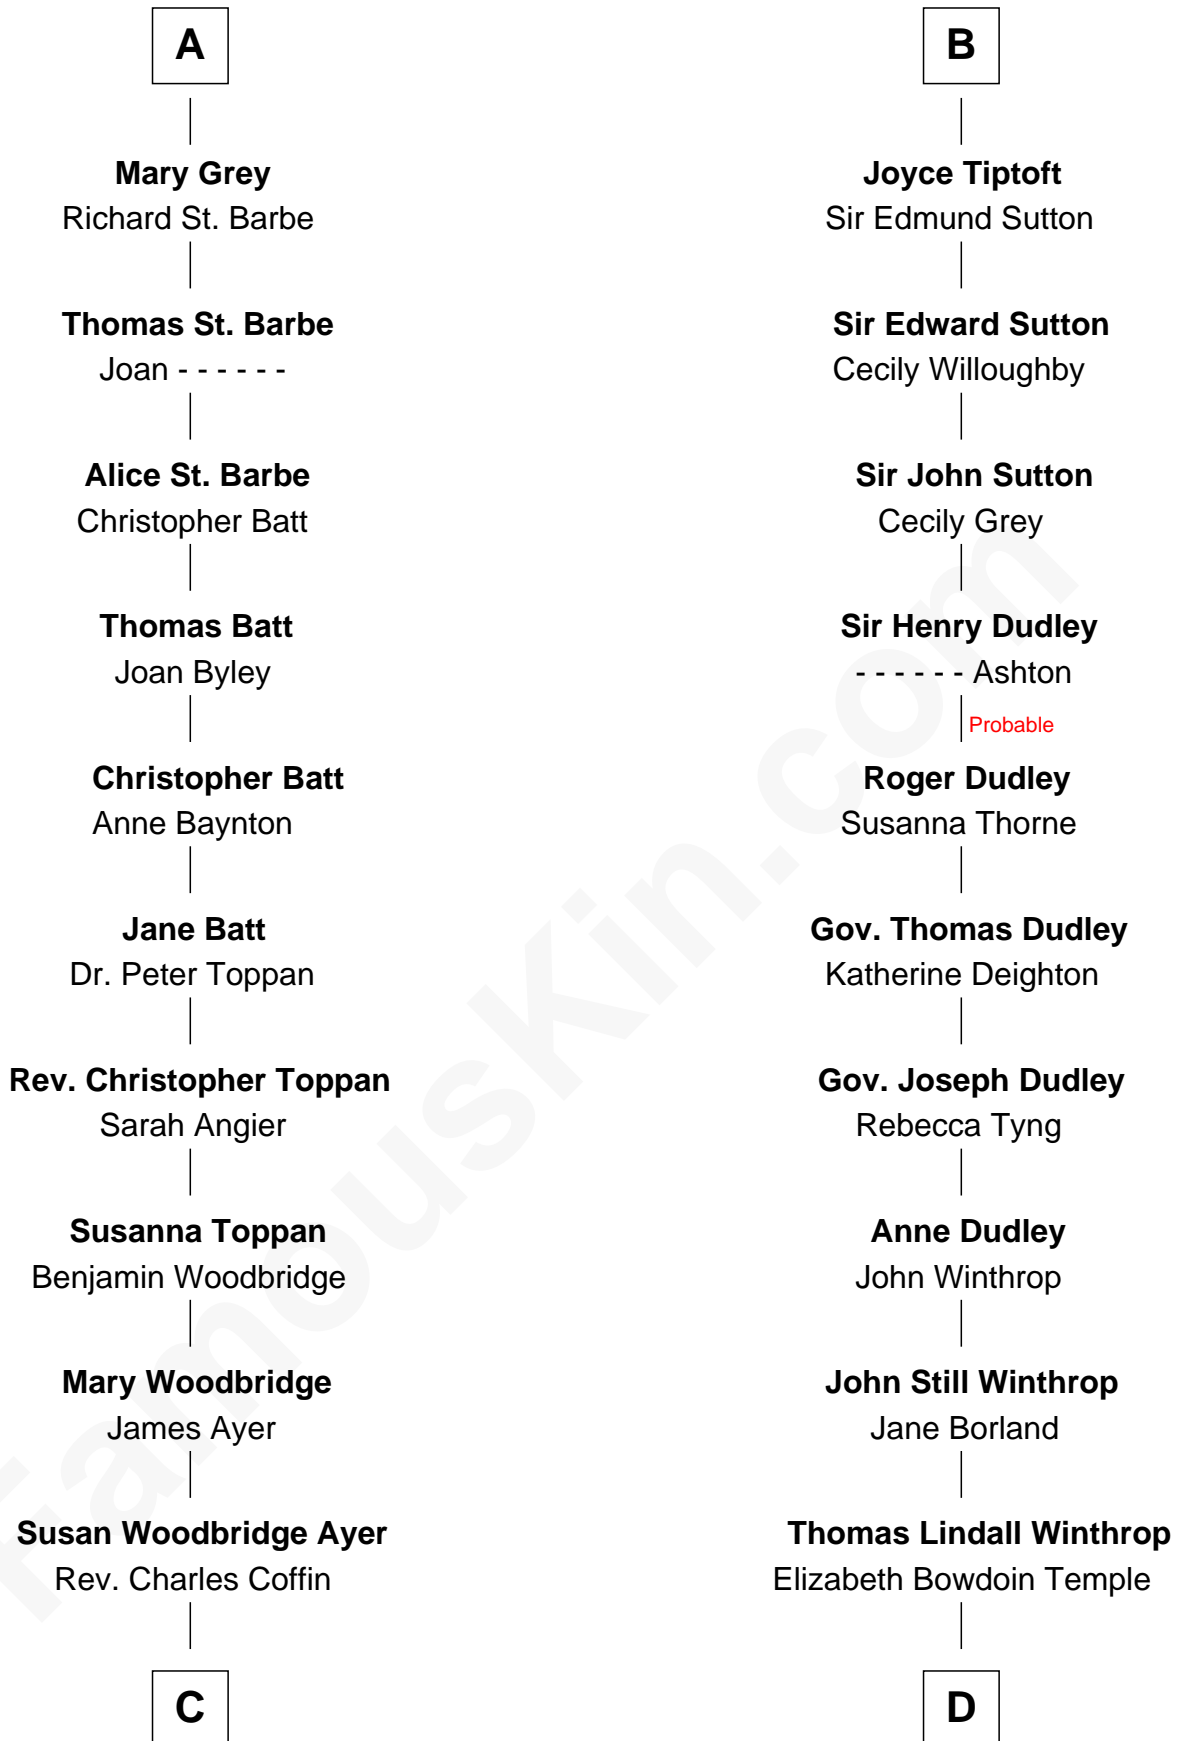 A
Mary Grey
Richard St. Barbe
Thomas St. Barbe
Joan - - - - - -
Alice St. Barbe
Christopher Batt
Thomas Batt
Joan Byley
Christopher Batt
Anne Baynton
Jane Batt
Dr. Peter Toppan
Rev. Christopher Toppan
Sarah Angier
Susanna Toppan
Benjamin Woodbridge
Mary Woodbridge
James Ayer
Susan Woodbridge Ayer
Rev. Charles Coffin
C
B
Joyce Tiptoft
Sir Edmund Sutton
Sir Edward Sutton
Cecily Willoughby
Sir John Sutton
Cecily Grey
Sir Henry Dudley
- - - - - - Ashton
Probable
Roger Dudley
Susanna Thorne
Gov. Thomas Dudley
Katherine Deighton
Gov. Joseph Dudley
Rebecca Tyng
Anne Dudley
John Winthrop
John Still Winthrop
Jane Borland
Thomas Lindall Winthrop
Elizabeth Bowdoin Temple
D
FamousKin.com